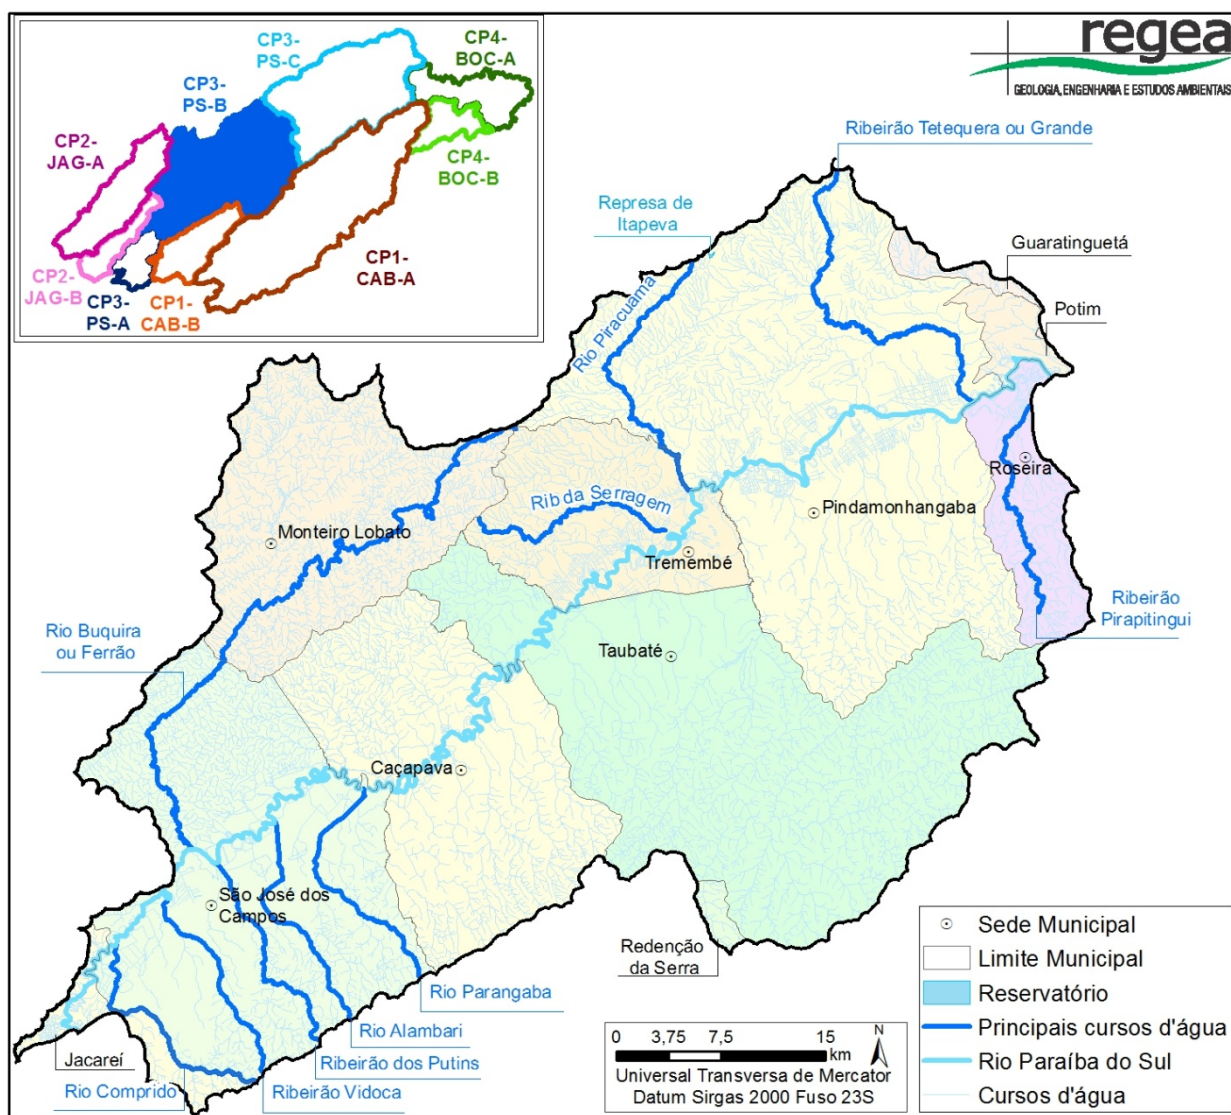 CP3-
PS-C
CP4-
BOC-A
CP3-
PS-B
CP2-
JAG-A
CP4-
BOC-B
CP1-
CAB-A
CP2-
JAG-B
CP3-
PS-A
CP1-
CAB-B
regea
GEOLOGIA, ENGENHARIA E ESTUDOS AMBIENTAIS
Ribeirão Tetequera ou Grande
Represa de
Itapeva
Guaratinguetá
Potim
Rio Piracuama
Roseira
Rib da Serragem
Pindamonhangaba
Monteiro Lobato
Tremembé
Ribeirão
Pirapitingui
Rio Buquira
ou Ferrão
Taubaté
Caçapava
São José dos
Campos
Redenção
da Serra
Rio Parangaba
Rio Alambari
Ribeirão dos Putins
Ribeirão Vidoca
Jacareí
Rio Comprido
0 3,75 7,5 15
km
N
Universal Transversa de Mercator
Datum Sirgas 2000 Fuso 23S
Sede Municipal
Limite Municipal
Reservatório
Principais cursos d'água
Rio Paraíba do Sul
Cursos d'água